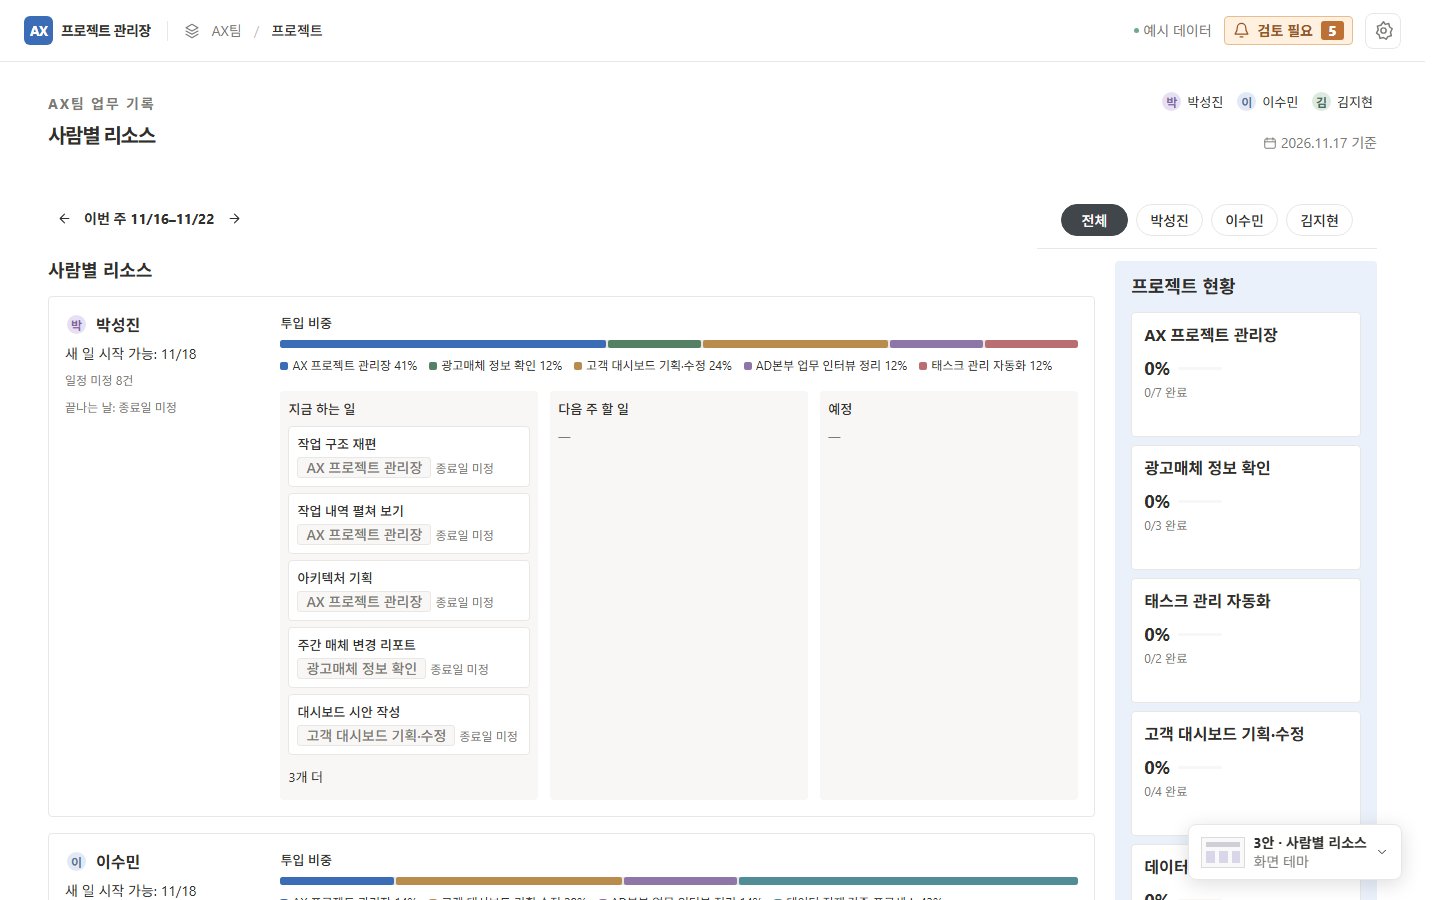 AX 프로젝트 관리장 AX팀 / 프로젝트 예시 데이터 검토 필요 5
AX팀 업무 기록
사람별 리소스
박 박성진 이 이수민 김 김지현
2026.11.17 기준
이번 주 11/16–11/22
전체 박성진 이수민 김지현
사람별 리소스
박 박성진
새 일 시작 가능: 11/18
일정 미정 8건
끝나는 날: 종료일 미정
투입 비중
AX 프로젝트 관리장 41% 광고매체 정보 확인 12% 고객 대시보드 기획·수정 24% AD본부 업무 인터뷰 정리 12% 태스크 관리 자동화 12%
지금 하는 일
작업 구조 재편
AX 프로젝트 관리장 종료일 미정
작업 내역 펼쳐 보기
AX 프로젝트 관리장 종료일 미정
아키텍처 기획
AX 프로젝트 관리장 종료일 미정
주간 매체 변경 리포트
광고매체 정보 확인 종료일 미정
대시보드 시안 작성
고객 대시보드 기획·수정 종료일 미정
3개 더
다음 주 할 일
—
예정
—
이 이수민
새 일 시작 가능: 11/18
투입 비중
프로젝트 현황
AX 프로젝트 관리장
0%
0/7 완료
광고매체 정보 확인
0%
0/3 완료
태스크 관리 자동화
0%
0/2 완료
고객 대시보드 기획·수정
0%
0/4 완료
데이터
0%
3안 · 사람별 리소스
화면 테마